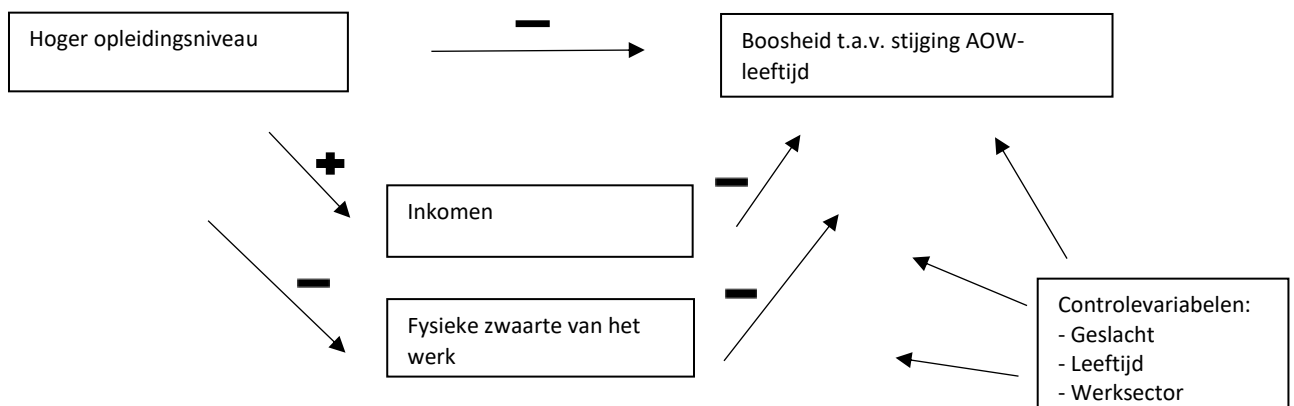 Hoger opleidingsniveau
Boosheid t.a.v. stijging AOW-
leeftijd
Inkomen
Fysieke zwaarte van het
werk
Controlevariabelen:
- Geslacht
- Leeftijd
- Werksector